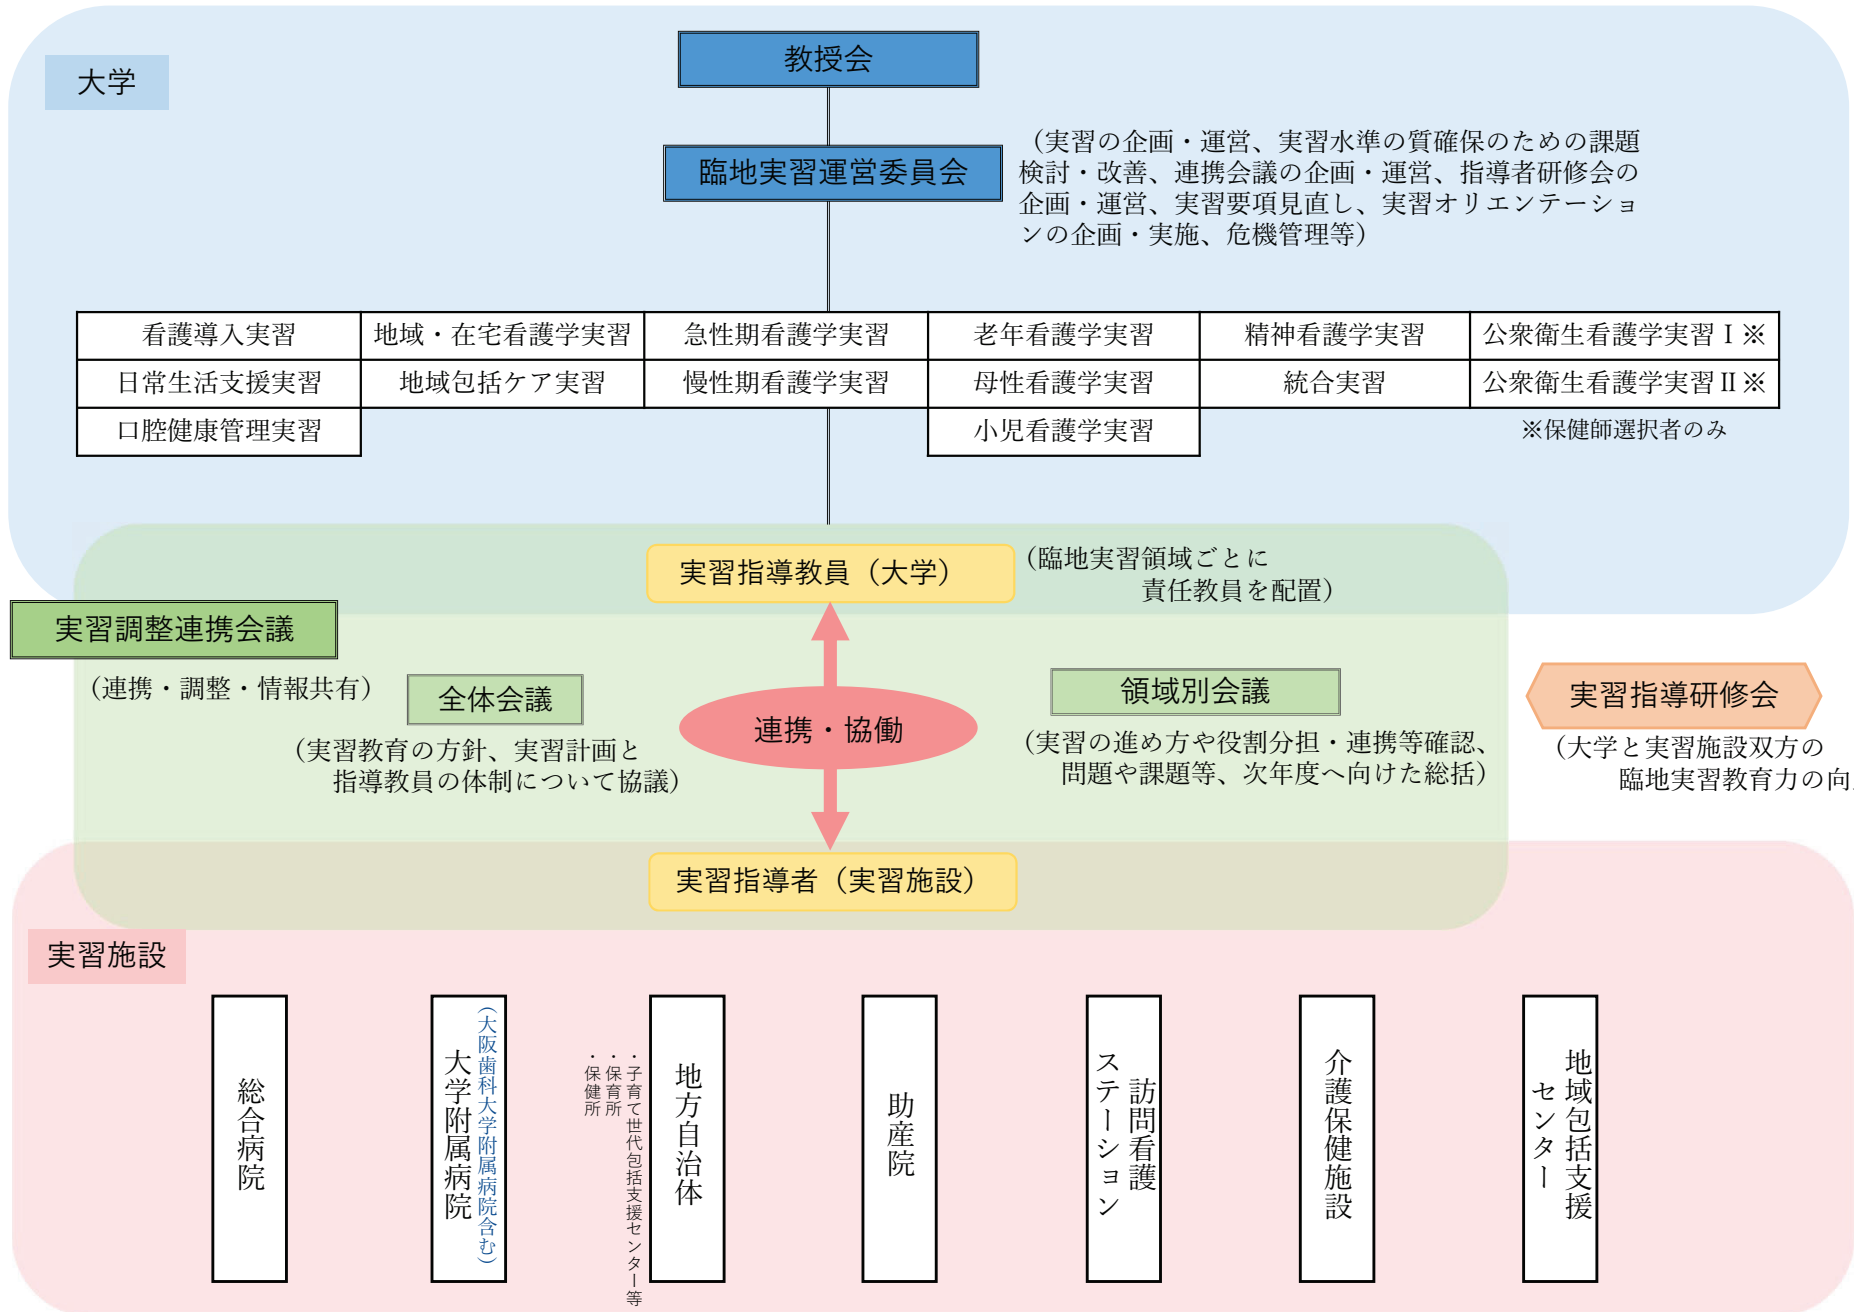 大学
教授会
臨地実習運営委員会
（実習の企画・運営、実習水準の質確保のための課題
検討・改善、連携会議の企画・運営、指導者研修会の
企画・運営、実習要項見直し、実習オリエンテーショ
ンの企画・実施、危機管理等）
看護導入実習 地域・在宅看護学実習 急性期看護学実習 老年看護学実習 精神看護学実習 公衆衛生看護学実習Ⅰ※
日常生活支援実習 地域包括ケア実習 慢性期看護学実習 母性看護学実習 統合実習 公衆衛生看護学実習Ⅱ※
口腔健康管理実習 小児看護学実習 ※保健師選択者のみ
実習指導教員（大学）
（臨地実習領域ごとに
責任教員を配置）
実習調整連携会議
（連携・調整・情報共有）
全体会議
（実習教育の方針、実習計画と
指導教員の体制について協議）
連携・協働
領域別会議
（実習の進め方や役割分担・連携等確認、
問題や課題等、次年度へ向けた総括）
実習指導研修会
（大学と実習施設双方の
臨地実習教育力の向
実習指導者（実習施設）
実習施設
総合病院
大学附属病院
（大阪歯科大学附属病院含む）
地方自治体
・子育て世代包括支援センター等
・保育所
・保健所
助産院
訪問看護
ステーション
介護保健施設
地域包括支援
センター